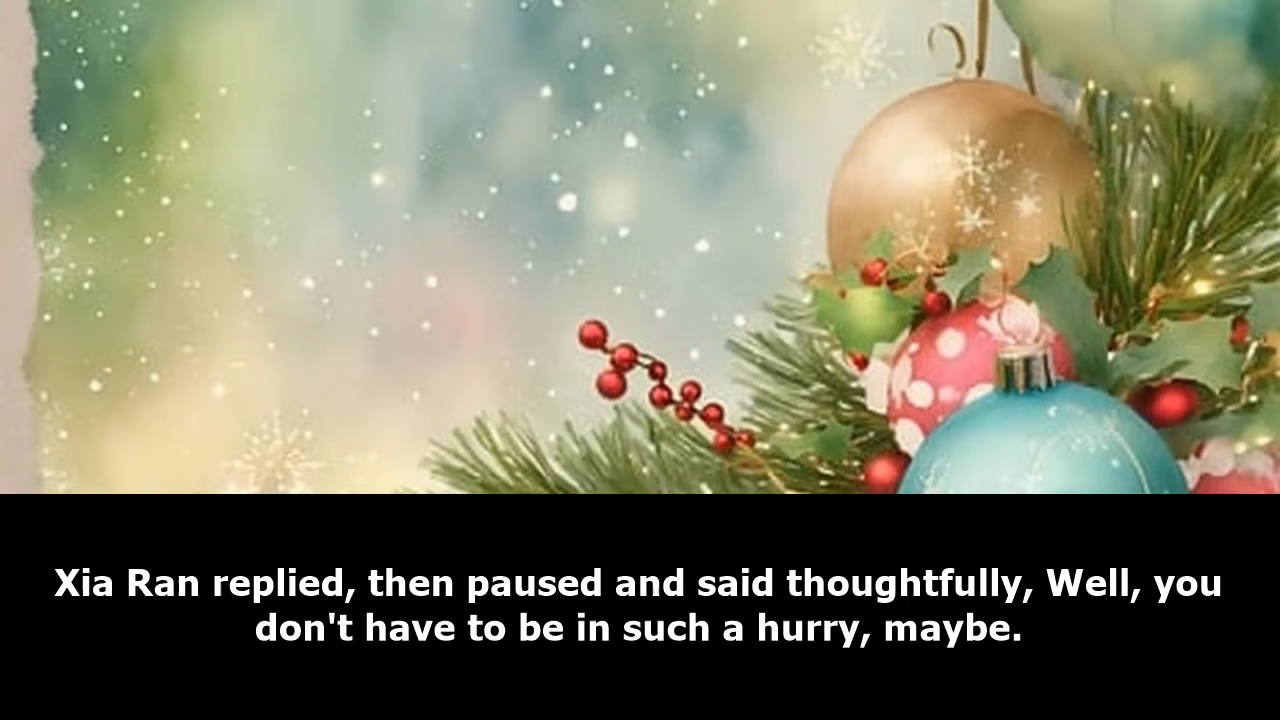 Xia Ran replied, then paused and said thoughtfully, Well, you
don't have to be in such a hurry, maybe.